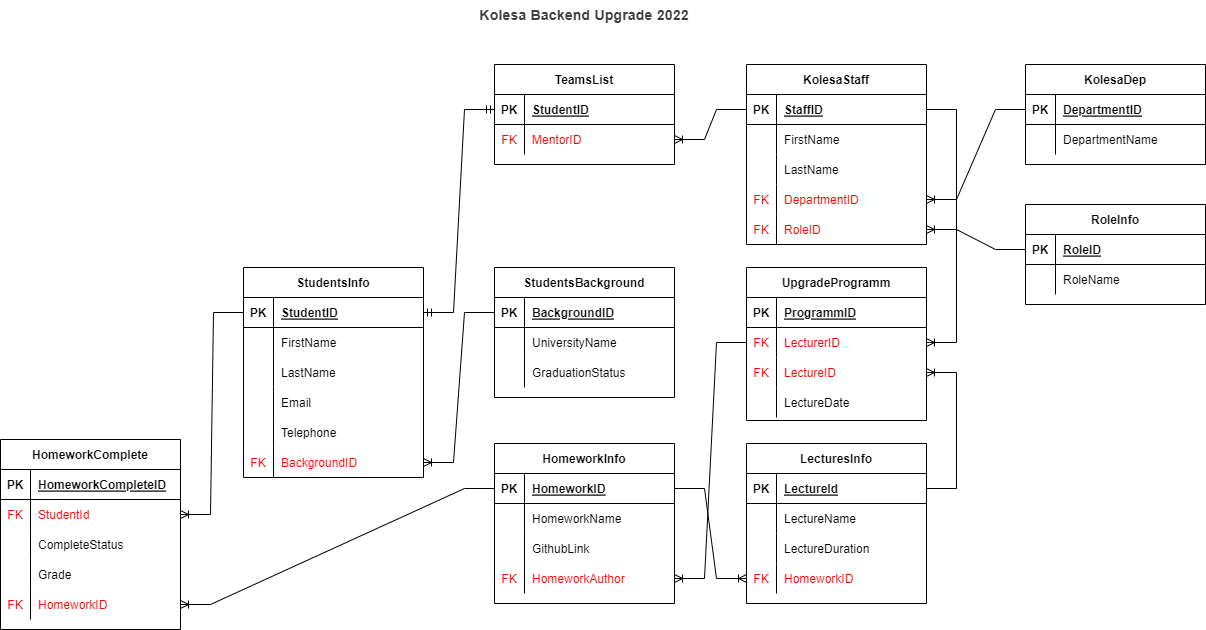 Kolesa Backend Upgrade 2022
TeamsList
PK StudentID
FK MentorID
KolesaStaff
PK StaffID
FirstName
LastName
FK DepartmentID
FK RoleID
KolesaDep
PK DepartmentID
DepartmentName
RoleInfo
PK RoleID
RoleName
StudentsInfo
PK StudentID
FirstName
LastName
Email
Telephone
FK BackgroundID
StudentsBackground
PK BackgroundID
UniversityName
GraduationStatus
UpgradeProgramm
PK ProgrammID
FK LecturerID
FK LectureID
LectureDate
HomeworkComplete
PK HomeworkCompleteID
FK StudentId
CompleteStatus
Grade
FK HomeworkID
HomeworkInfo
PK HomeworkID
HomeworkName
GithubLink
FK HomeworkAuthor
LecturesInfo
PK LectureId
LectureName
LectureDuration
FK HomeworkID